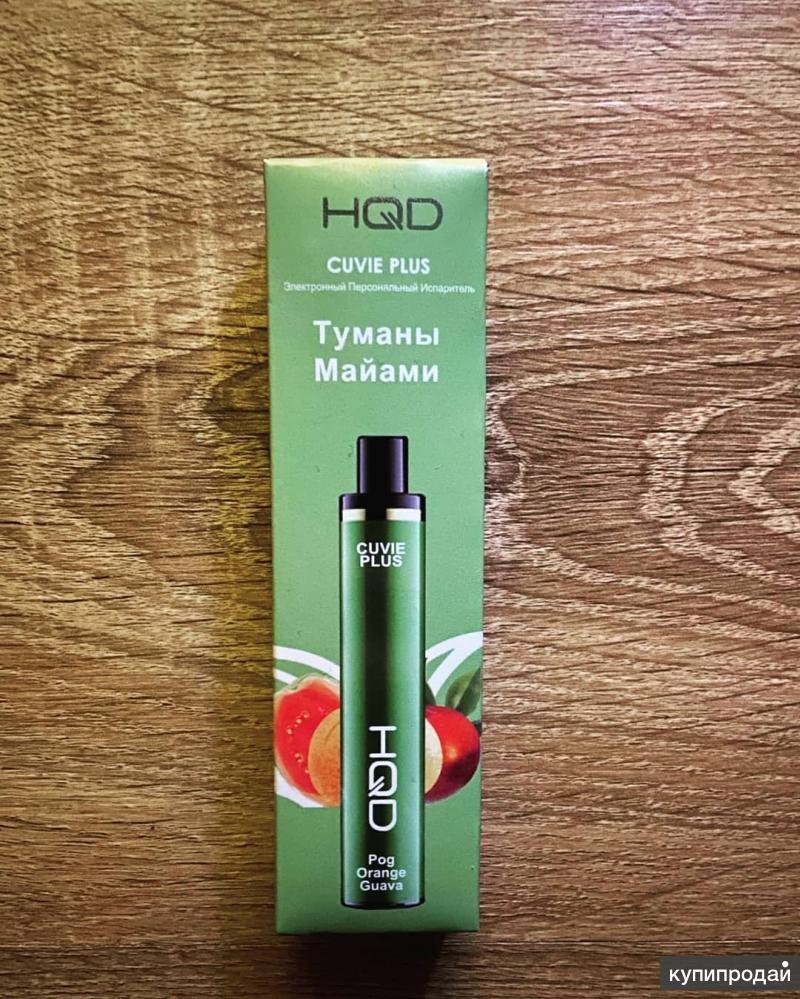 HQD
CUVIE PLUS
Электронный Персональный Испаритель
Туманы
Майами
CUVIE
PLUS
HQD
Pog
Orange
Guava
купипродай